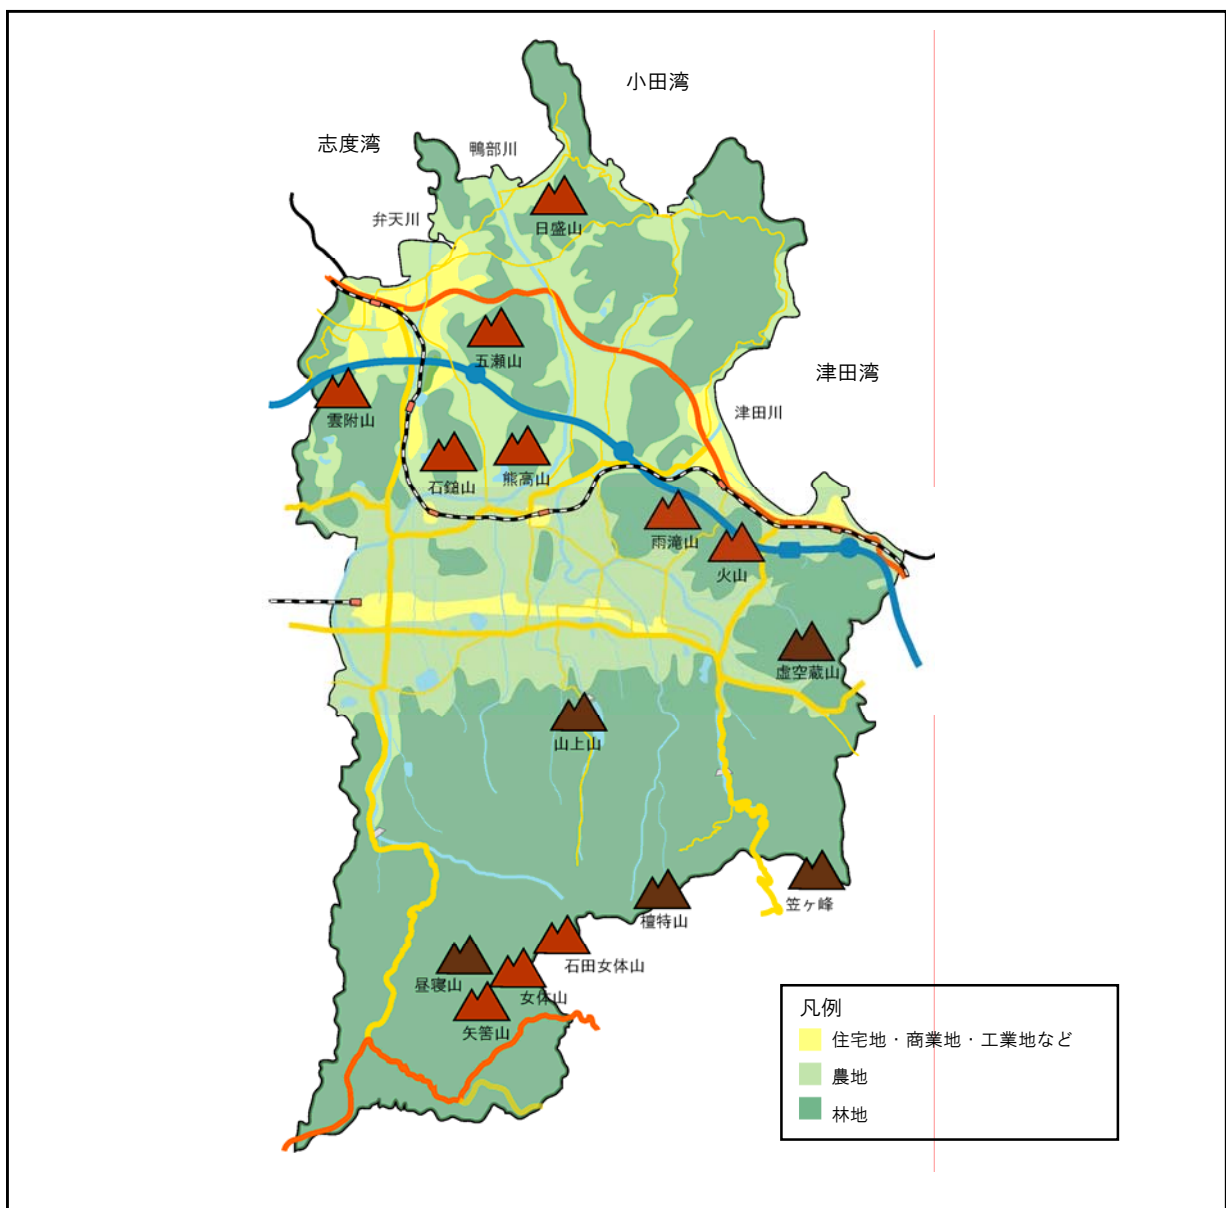 小田湾
志度湾
鴨部川
弁天川
日盛山
五瀬山
津田湾
雲附山
津田川
石鎚山
熊高山
雨滝山
火山
虚空蔵山
山上山
笠ヶ峰
檀特山
石田女体山
昼寝山
女体山
矢筈山
凡例
住宅地・商業地・工業地など
農地
林地